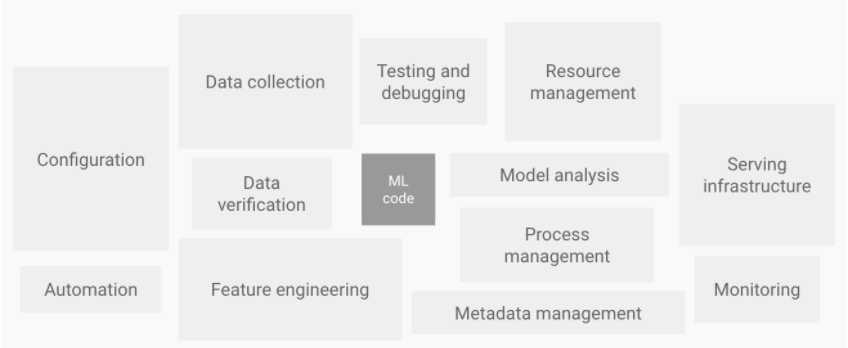 Configuration
Automation
Data collection
Data
verification
Feature engineering
Testing and
debugging
ML
code
Resource
management
Model analysis
Process
management
Metadata management
Serving
infrastructure
Monitoring